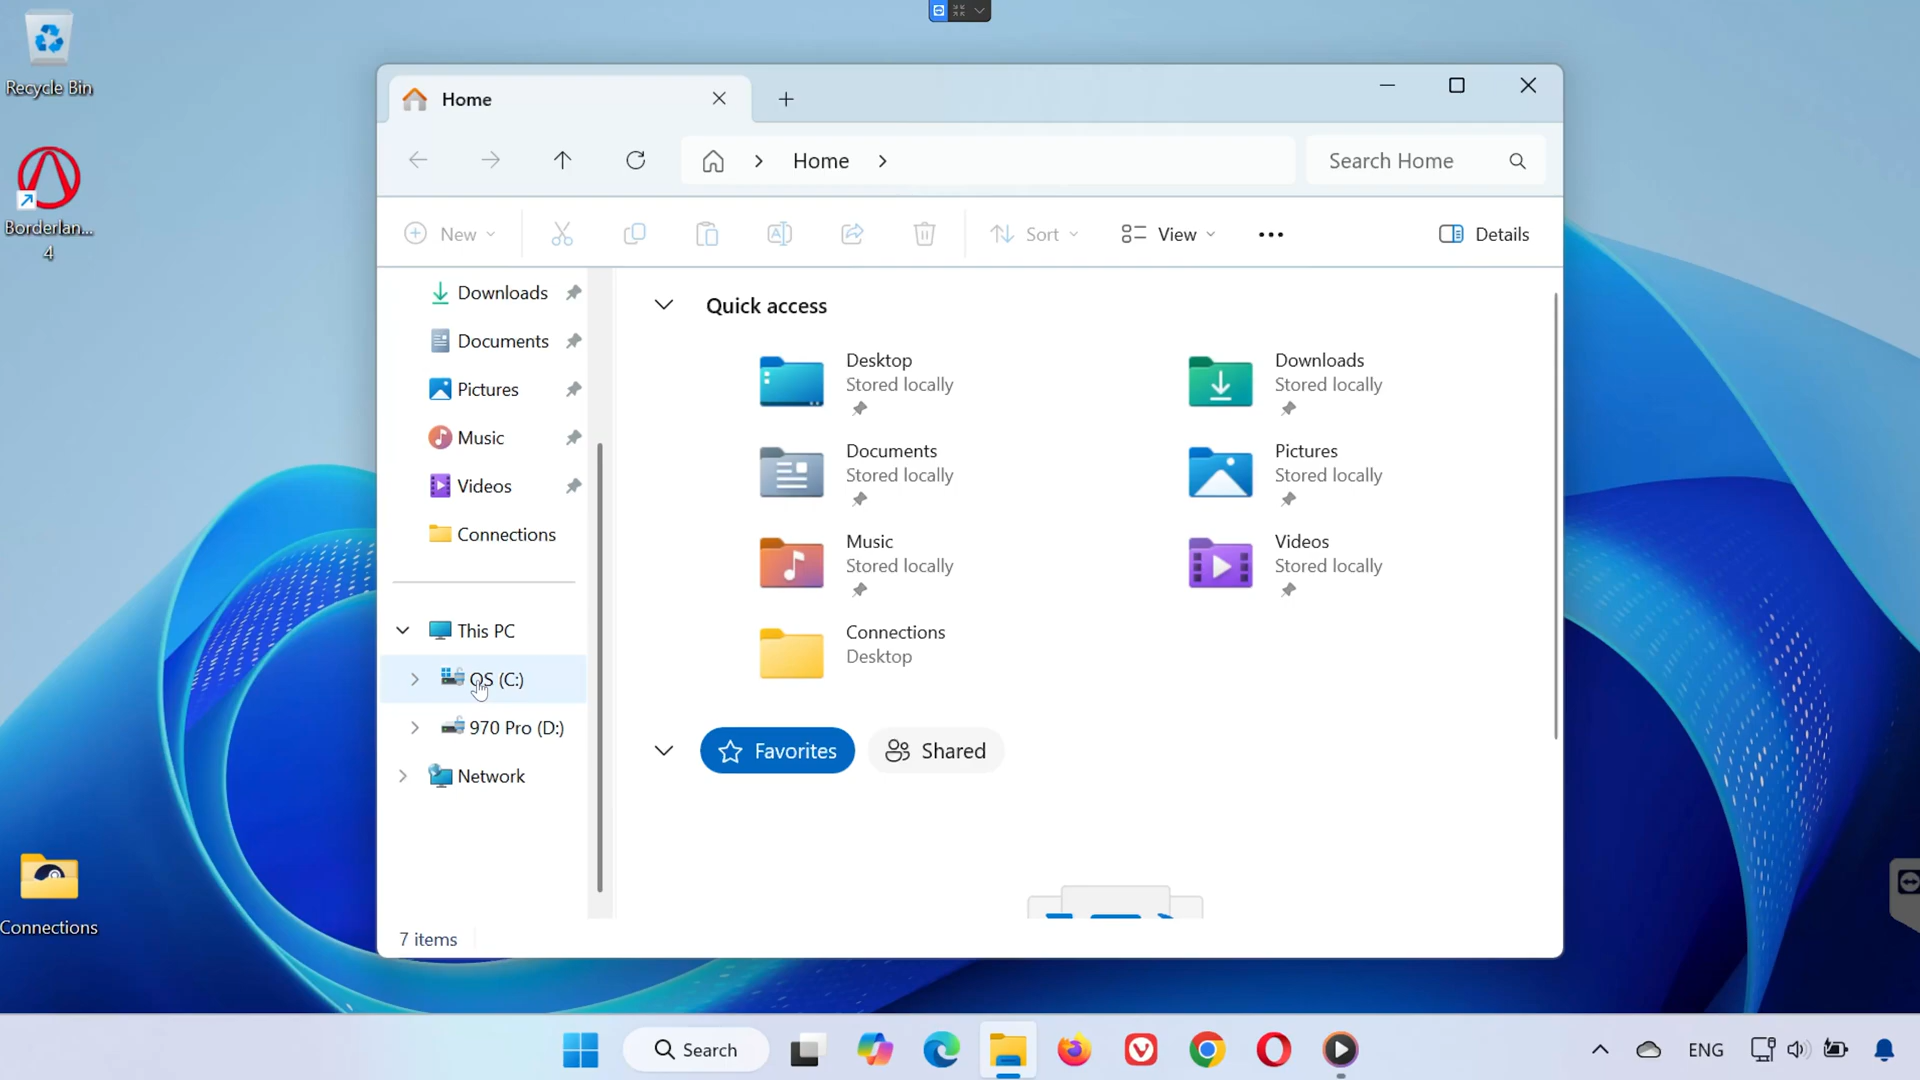 Recycle Bin
Borderlan...
4
Connections
Home
Home
Search Home
New
Sort
View
Details
Downloads
Documents
Pictures
Music
Videos
Connections
This PC
OS (C:)
970 Pro (D:)
Network
Quick access
Desktop
Stored locally
Downloads
Stored locally
Documents
Stored locally
Pictures
Stored locally
Music
Stored locally
Videos
Stored locally
Connections
Desktop
Favorites
Shared
7 items
Search
ENG